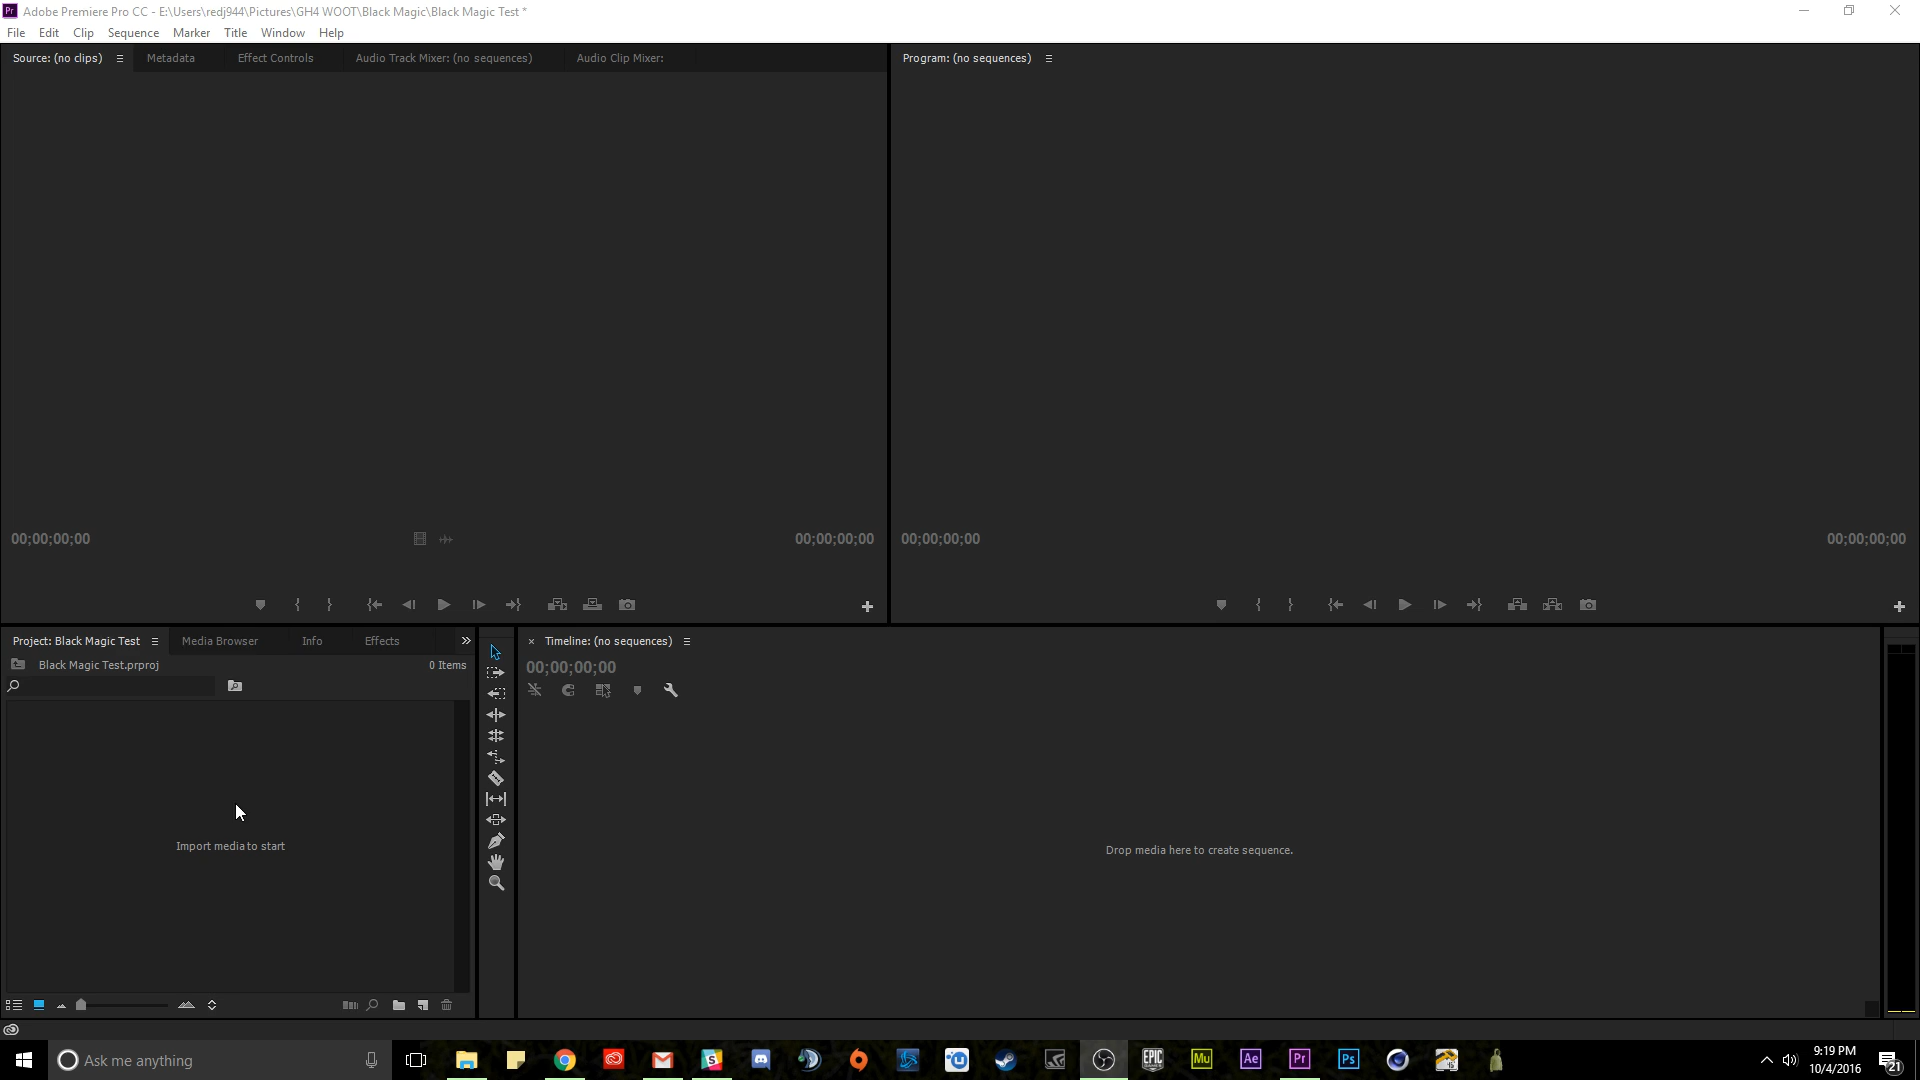 Pr Adobe Premiere Pro CC - E:\Users\redj944\Pictures\GH4 WOOT\Black Magic\Black Magic Test *
File Edit Clip Sequence Marker Title Window Help
Source: (no clips) Metadata Effect Controls Audio Track Mixer: (no sequences) Audio Clip Mixer:
Program: (no sequences)
00;00;00;00 00;00;00;00
00;00;00;00 00;00;00;00
Project: Black Magic Test Media Browser Info Effects
Black Magic Test.prproj 0 Items
Import media to start
× Timeline: (no sequences)
00;00;00;00
Drop media here to create sequence.
Ask me anything
EPIC GAMES
Mu
Ae
Pr
Ps
9:19 PM
10/4/2016
21